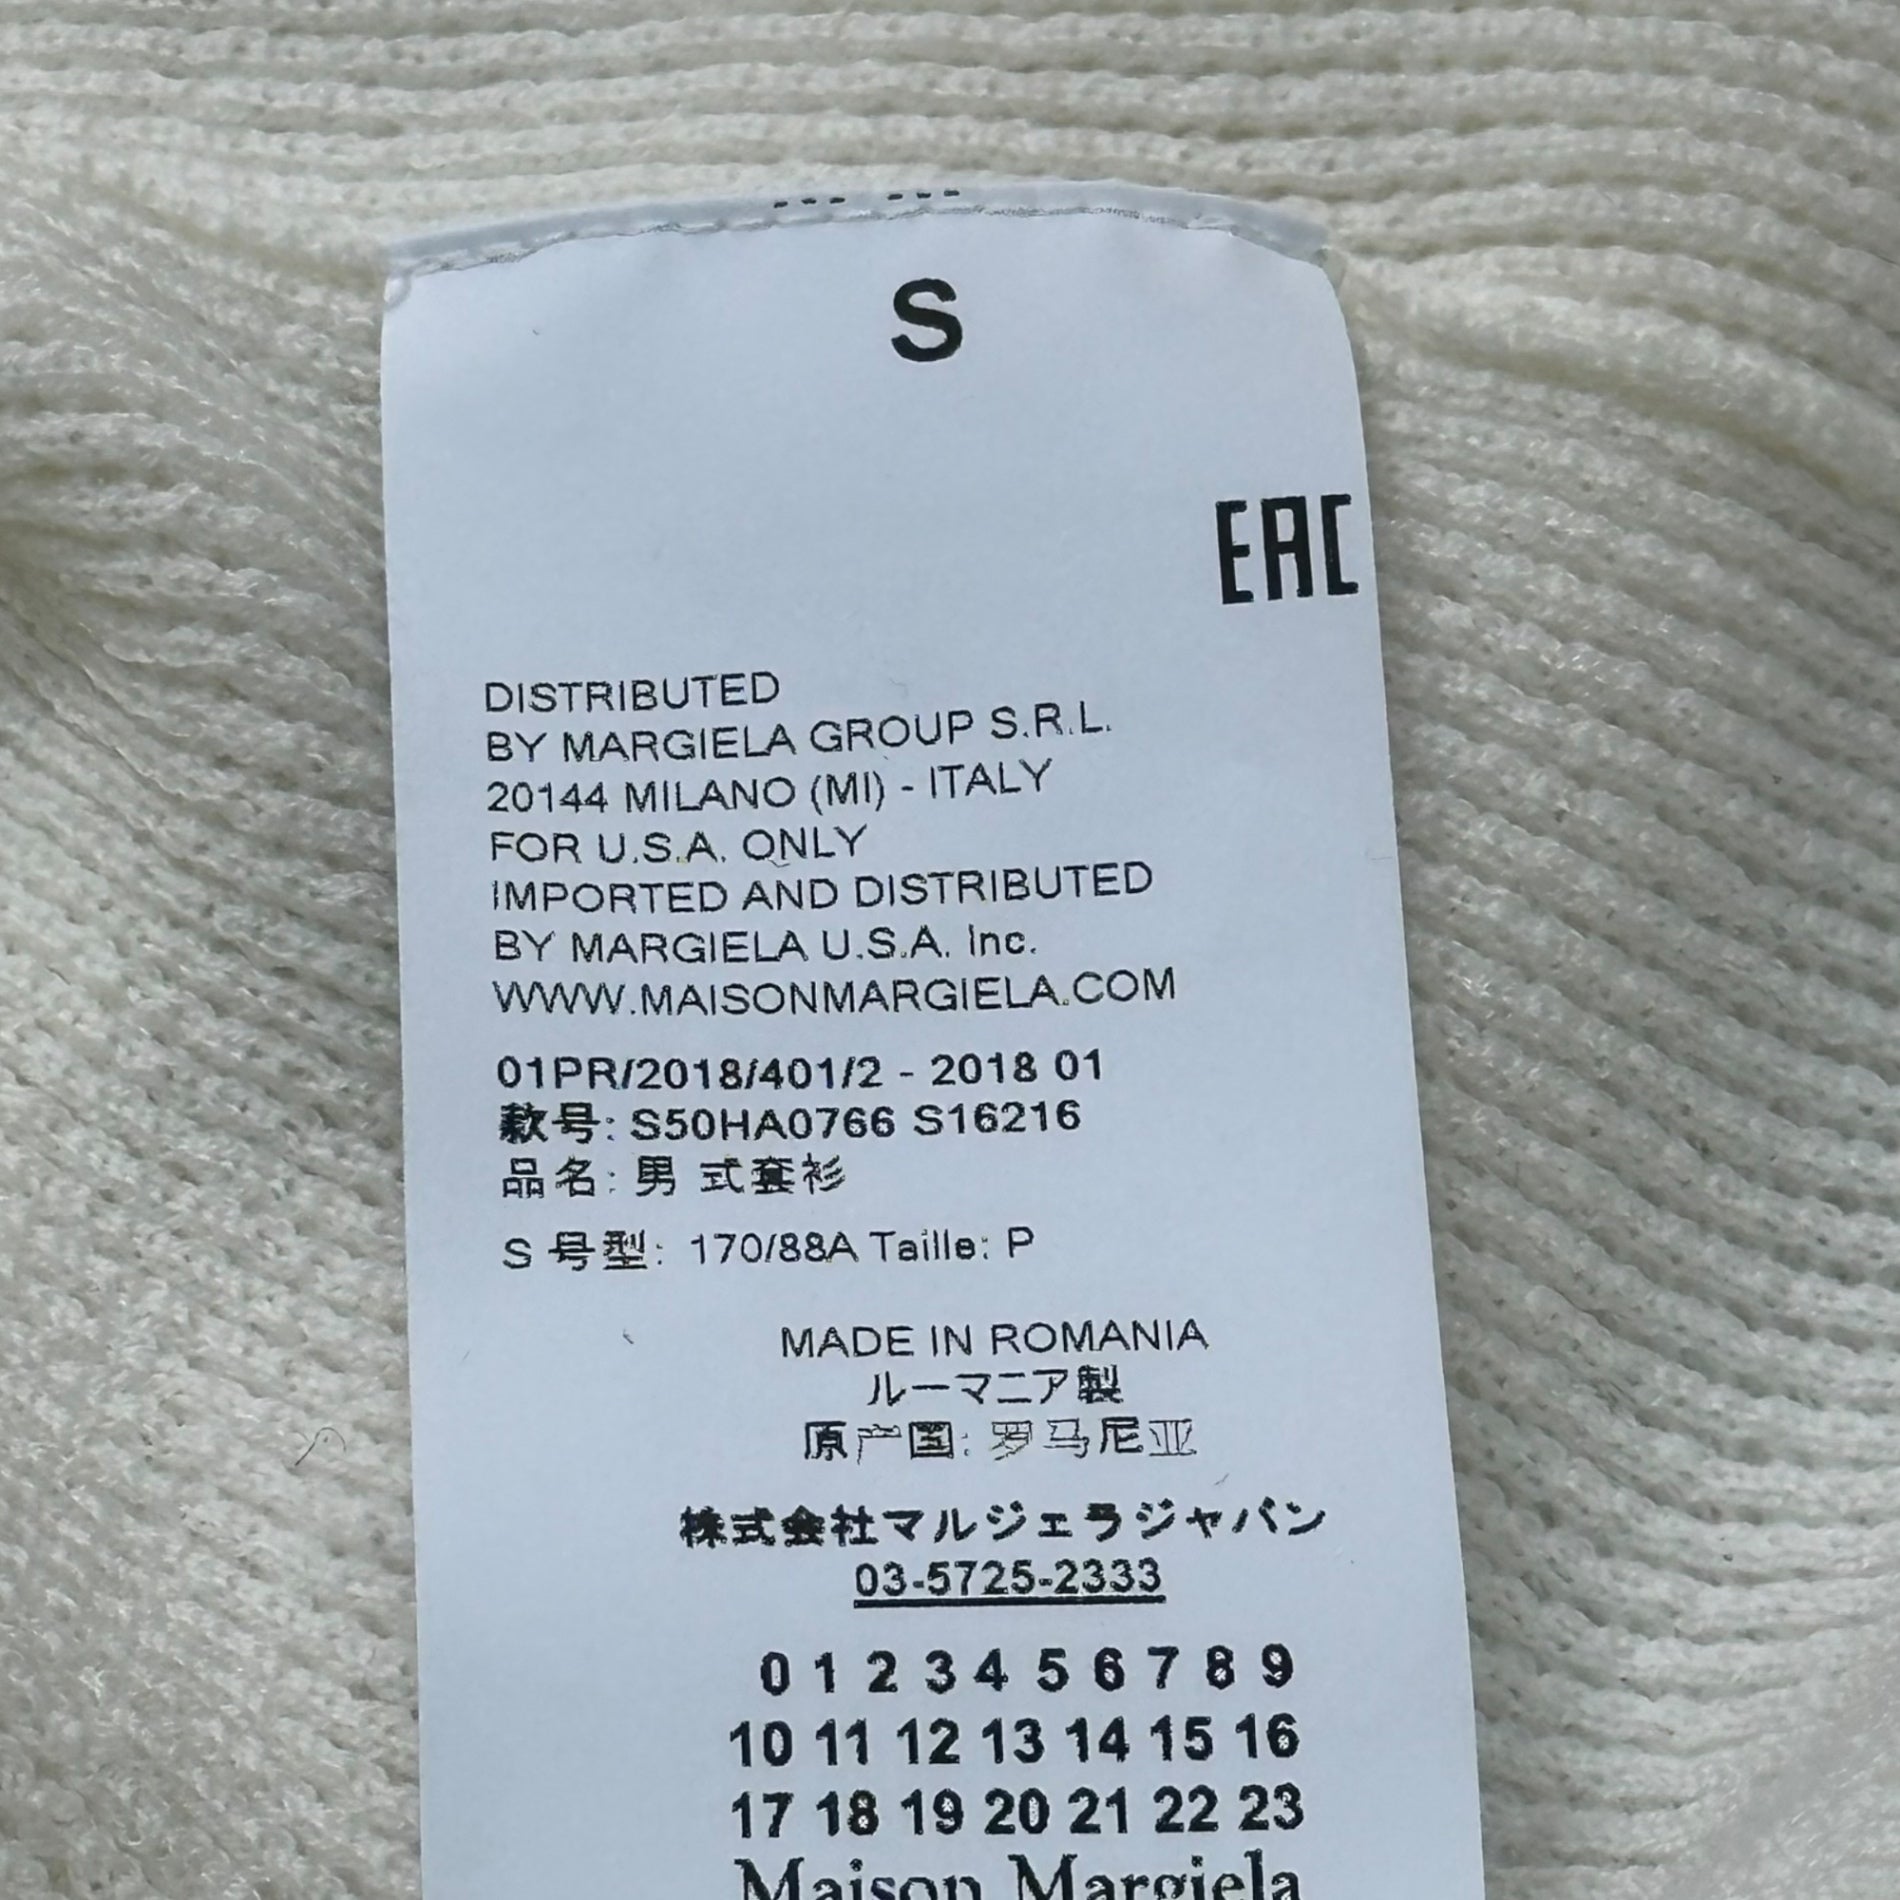 S
EAC
DISTRIBUTED
BY MARGIELA GROUP S.R.L.
20144 MILANO (MI) - ITALY
FOR U.S.A. ONLY
IMPORTED AND DISTRIBUTED
BY MARGIELA U.S.A. Inc.
WWW.MAISONMARGIELA.COM
01PR/2018/401/2 - 2018 01
款号: S50HA0766 S16216
品名: 男 式套衫
S 号型: 170/88A Taille: P
MADE IN ROMANIA
ルーマニア製
原产国: 罗马尼亚
株式会社マルジェラジャパン
03-5725-2333
0 1 2 3 4 5 6 7 8 9
10 11 12 13 14 15 16
17 18 19 20 21 22 23
Maison Margiela